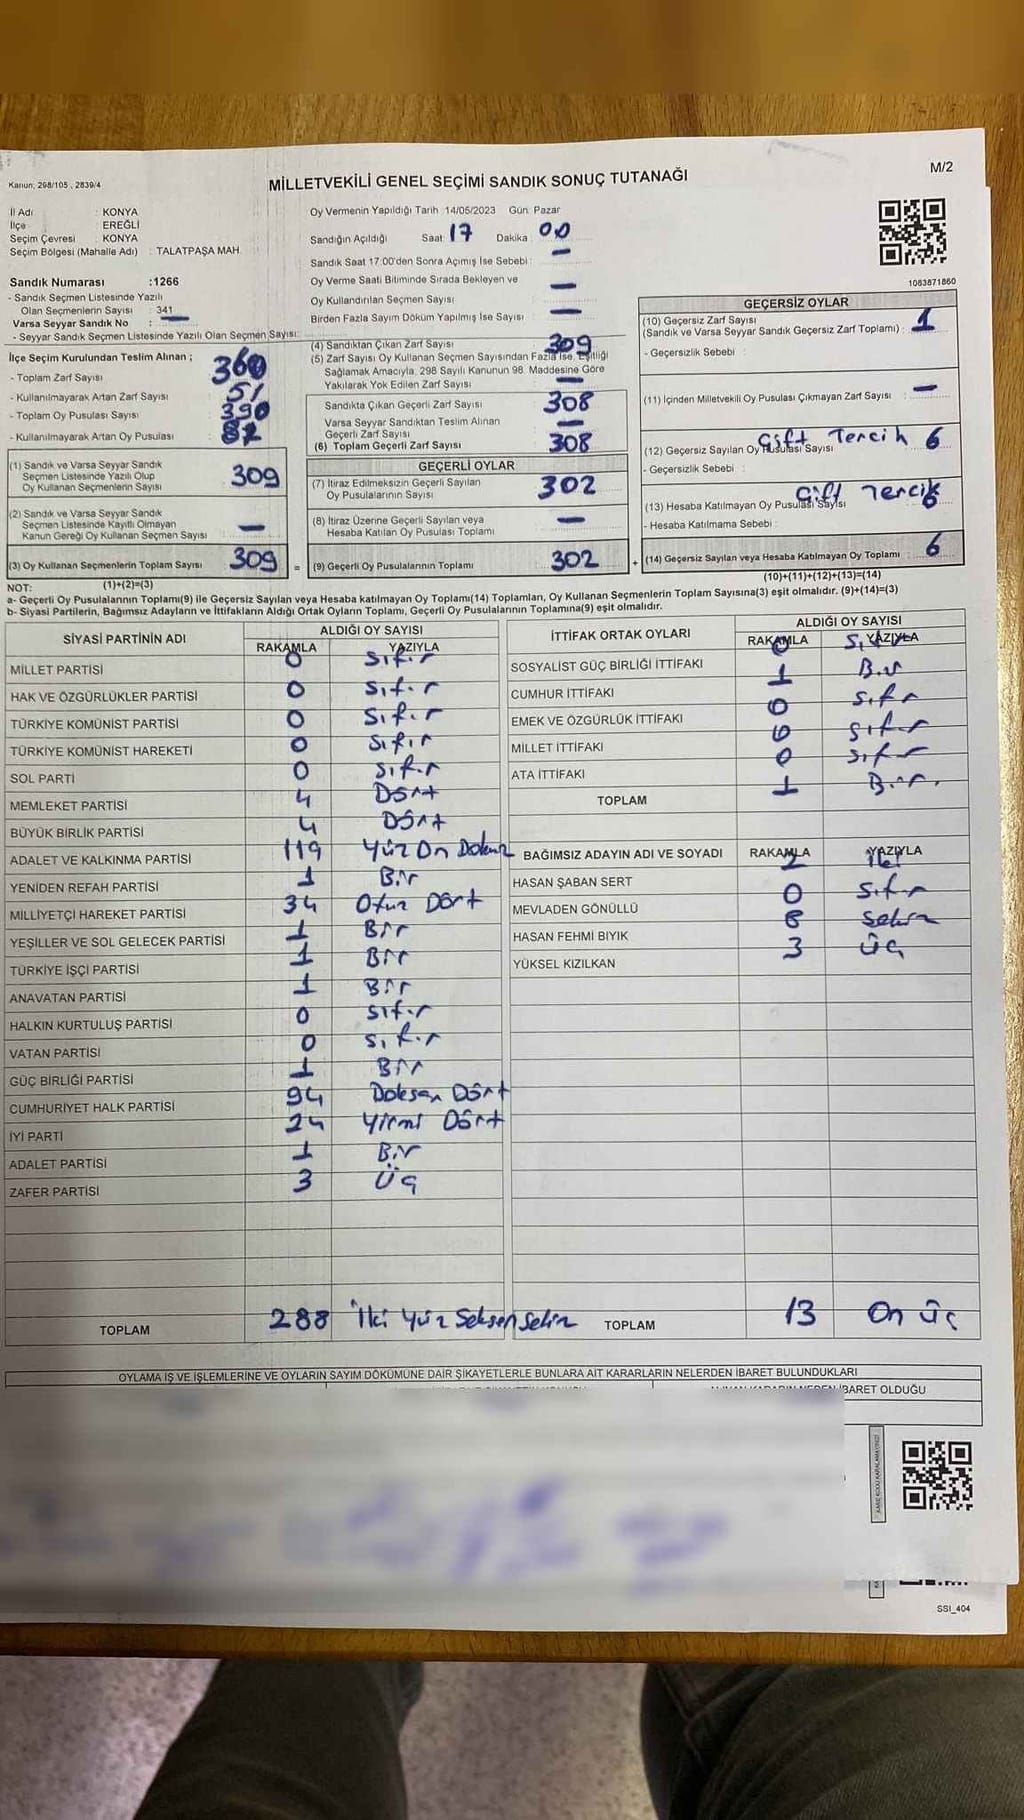 M/2
Kanun; 298/105 , 2839/4
MİLLETVEKİLİ GENEL SEÇİMİ SANDIK SONUÇ TUTANAĞI
İl Adı : KONYA
İlçe : EREĞLİ
Seçim Çevresi : KONYA
Seçim Bölgesi (Mahalle Adı) : TALATPAŞA MAH.
Sandık Numarası :1266
- Sandık Seçmen Listesinde Yazılı
Olan Seçmenlerin Sayısı : 341
Varsa Seyyar Sandık No : —
- Seyyar Sandık Seçmen Listesinde Yazılı Olan Seçmen Sayısı:
İlçe Seçim Kurulundan Teslim Alınan ;
- Toplam Zarf Sayısı : 360
- Kullanılmayarak Artan Zarf Sayısı : 51
- Toplam Oy Pusulası Sayısı : 390
- Kullanılmayarak Artan Oy Pusulası : 82
(1) Sandık ve Varsa Seyyar Sandık
Seçmen Listesinde Yazılı Olup
Oy Kullanan Seçmenlerin Sayısı 309
(2) Sandık ve Varsa Seyyar Sandık
Seçmen Listesinde Kayıtlı Olmayan
Kanun Gereği Oy Kullanan Seçmen Sayısı —
(3) Oy Kullanan Seçmenlerin Toplam Sayısı 309
Oy Vermenin Yapıldığı Tarih :14/05/2023 Gün: Pazar
Sandığın Açıldığı Saat: 17 Dakika : 00
Sandık Saat 17:00'den Sonra Açımış İse Sebebi : —
Oy Verme Saati Bitiminde Sırada Bekleyen ve
Oy Kullandırılan Seçmen Sayısı —
Birden Fazla Sayım Döküm Yapılmış İse Sayısı : —
(4) Sandıktan Çıkan Zarf Sayısı 309
(5) Zarf Sayısı Oy Kullanan Seçmen Sayısından Fazla İse, Eşitliği
Sağlamak Amacıyla, 298 Sayılı Kanunun 98. Maddesine Göre
Yakılarak Yok Edilen Zarf Sayısı —
Sandıkta Çıkan Geçerli Zarf Sayısı 308
Varsa Seyyar Sandıktan Teslim Alınan
Geçerli Zarf Sayısı —
(6) Toplam Geçerli Zarf Sayısı 308
GEÇERLİ OYLAR
(7) İtiraz Edilmeksizin Geçerli Sayılan
Oy Pusulalarının Sayısı 302
(8) İtiraz Üzerine Geçerli Sayılan veya
Hesaba Katılan Oy Pusulası Toplamı —
= (9) Geçerli Oy Pusulalarının Toplamı 302
1083871860
GEÇERSİZ OYLAR
(10) Geçersiz Zarf Sayısı
(Sandık ve Varsa Seyyar Sandık Geçersiz Zarf Toplamı) : 1
- Geçersizlik Sebebi :
(11) İçinden Milletvekili Oy Pusulası Çıkmayan Zarf Sayısı —
(12) Geçersiz Sayılan Oy Pusulası Sayısı 6
- Geçersizlik Sebebi : Çift Tercih
(13) Hesaba Katılmayan Oy Pusulası Sayısı
- Hesaba Katılmama Sebebi : Çift Tercih
+ (14) Geçersiz Sayılan veya Hesaba Katılmayan Oy Toplamı : 6
(10)+(11)+(12)+(13)=(14)
NOT: (1)+(2)=(3)
a- Geçerli Oy Pusulalarının Toplamı(9) ile Geçersiz Sayılan veya Hesaba katılmayan Oy Toplamı(14) Toplamları, Oy Kullanan Seçmenlerin Toplam Sayısına(3) eşit olmalıdır. (9)+(14)=(3)
b- Siyasi Partilerin, Bağımsız Adayların ve İttifakların Aldığı Ortak Oyların Toplamı, Geçerli Oy Pusulalarının Toplamına(9) eşit olmalıdır.
SİYASİ PARTİNİN ADI ALDIĞI OY SAYISI
RAKAMLA YAZIYLA
MİLLET PARTİSİ 0 Sıfır
HAK VE ÖZGÜRLÜKLER PARTİSİ 0 Sıfır
TÜRKİYE KOMÜNİST PARTİSİ 0 Sıfır
TÜRKİYE KOMÜNİST HAREKETİ 0 Sıfır
SOL PARTİ 0 Sıfır
MEMLEKET PARTİSİ 4 Dört
BÜYÜK BİRLİK PARTİSİ 4 Dört
ADALET VE KALKINMA PARTİSİ 119 Yüz On Dokuz
YENİDEN REFAH PARTİSİ 1 Bir
MİLLİYETÇİ HAREKET PARTİSİ 34 Otuz Dört
YEŞİLLER VE SOL GELECEK PARTİSİ 1 Bir
TÜRKİYE İŞÇİ PARTİSİ 1 Bir
ANAVATAN PARTİSİ 1 Bir
HALKIN KURTULUŞ PARTİSİ 0 Sıfır
VATAN PARTİSİ 0 Sıfır
GÜÇ BİRLİĞİ PARTİSİ 1 Bir
CUMHURİYET HALK PARTİSİ 94 Doksan Dört
İYİ PARTİ 24 Yirmi Dört
ADALET PARTİSİ 1 Bir
ZAFER PARTİSİ 3 Üç
TOPLAM 288 İki Yüz Seksen Sekiz
İTTİFAK ORTAK OYLARI ALDIĞI OY SAYISI
RAKAMLA YAZIYLA
SOSYALİST GÜÇ BİRLİĞİ İTTİFAKI 0 Sıfır
CUMHUR İTTİFAKI 1 Bir
EMEK VE ÖZGÜRLÜK İTTİFAKI 0 Sıfır
MİLLET İTTİFAKI 0 Sıfır
ATA İTTİFAKI 0 Sıfır
TOPLAM 1 Bir
BAĞIMSIZ ADAYIN ADI VE SOYADI RAKAMLA YAZIYLA
HASAN ŞABAN SERT 2 İki
MEVLADEN GÖNÜLLÜ 0 Sıfır
HASAN FEHMİ BIYIK 8 Sekiz
YÜKSEL KIZILKAN 3 Üç
TOPLAM 13 On Üç
OYLAMA İŞ VE İŞLEMLERİNE VE OYLARIN SAYIM DÖKÜMÜNE DAİR ŞİKAYETLERLE BUNLARA AİT KARARLARIN NELERDEN İBARET BULUNDUKLARI
İBARET OLDUĞU
SSI_404